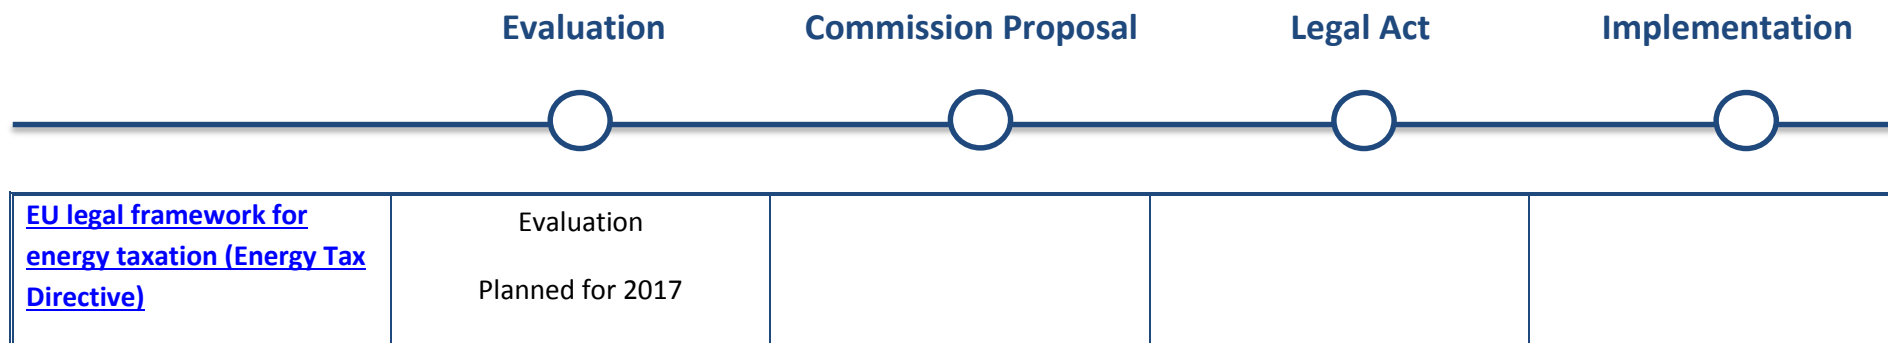 Evaluation Commission Proposal Legal Act Implementation
EU legal framework for
energy taxation (Energy Tax
Directive)
Evaluation
Planned for 2017